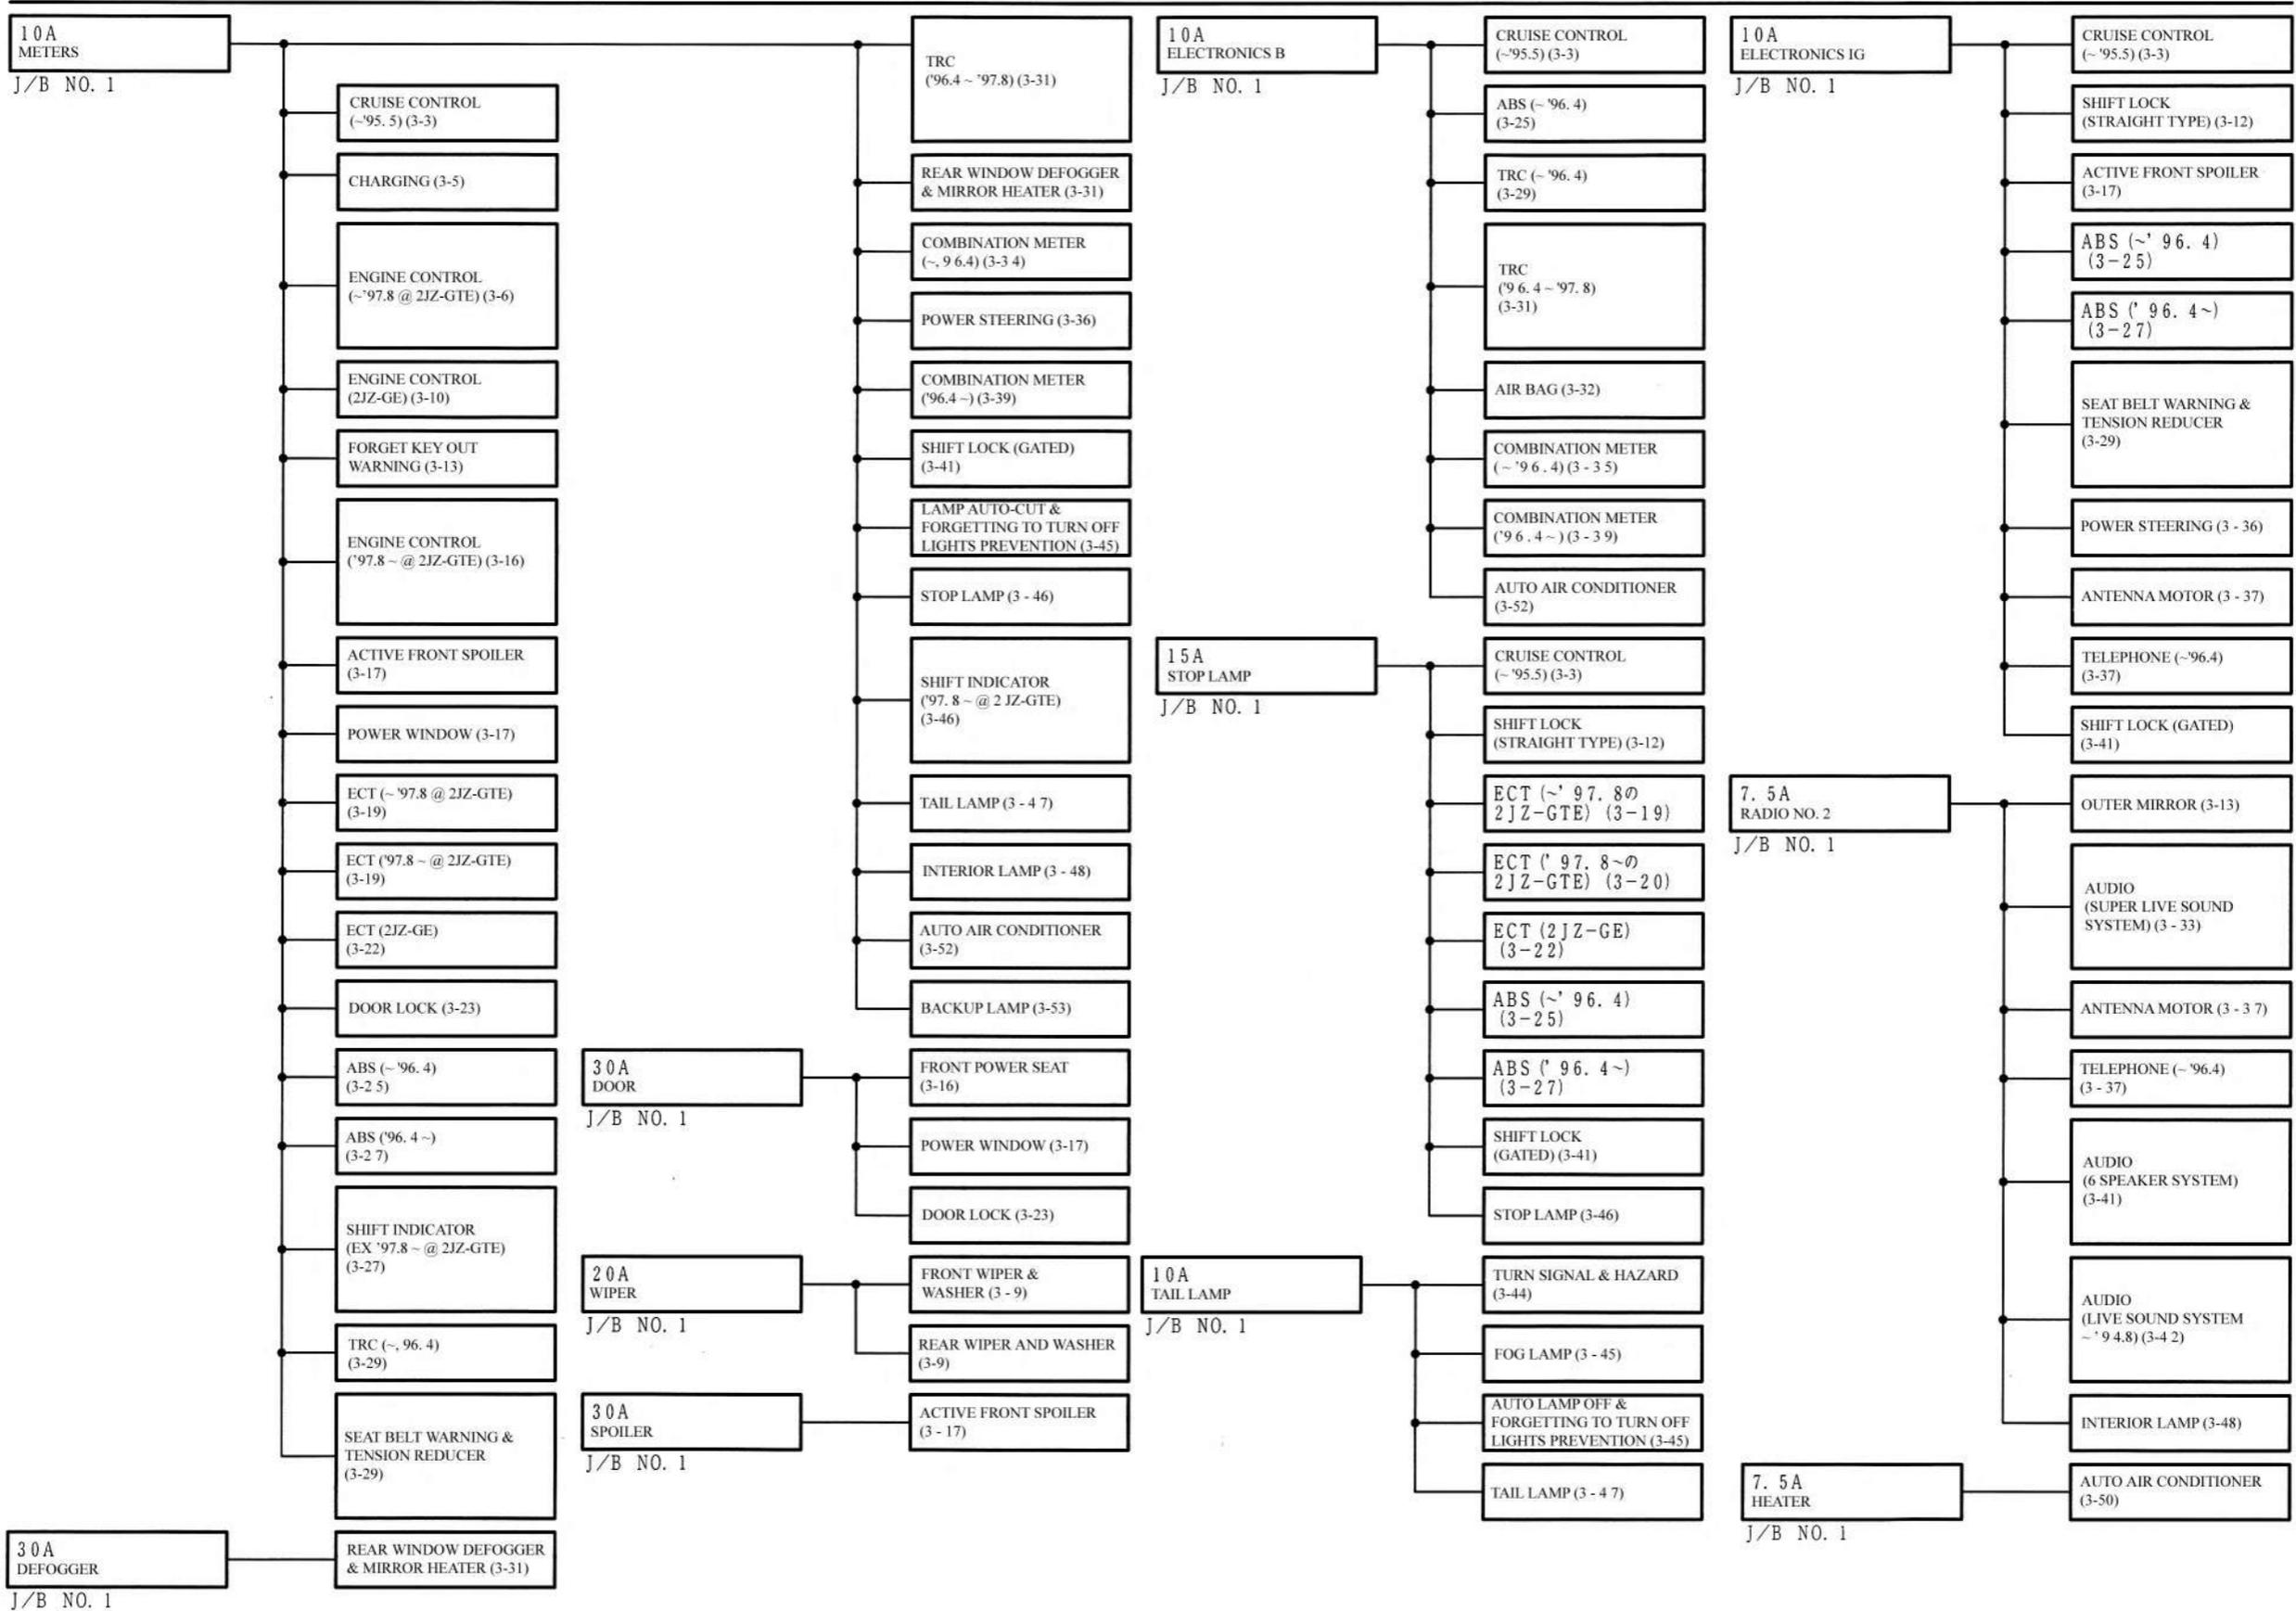 10A
METERS
J/B NO. 1
CRUISE CONTROL
(~'95. 5) (3-3)
CHARGING (3-5)
ENGINE CONTROL
(~'97.8 @ 2JZ-GTE) (3-6)
ENGINE CONTROL
(2JZ-GE) (3-10)
FORGET KEY OUT
WARNING (3-13)
ENGINE CONTROL
('97.8 ~ @ 2JZ-GTE) (3-16)
ACTIVE FRONT SPOILER
(3-17)
POWER WINDOW (3-17)
ECT (~ '97.8 @ 2JZ-GTE)
(3-19)
ECT ('97.8 ~ @ 2JZ-GTE)
(3-19)
ECT (2JZ-GE)
(3-22)
DOOR LOCK (3-23)
ABS (~ '96. 4)
(3-2 5)
ABS ('96. 4 ~)
(3-2 7)
SHIFT INDICATOR
(EX '97.8 ~ @ 2JZ-GTE)
(3-27)
TRC (~, 96. 4)
(3-29)
SEAT BELT WARNING &
TENSION REDUCER
(3-29)
30A
DEFOGGER
J/B NO. 1
REAR WINDOW DEFOGGER
& MIRROR HEATER (3-31)
TRC
('96.4 ~ '97.8) (3-31)
REAR WINDOW DEFOGGER
& MIRROR HEATER (3-31)
COMBINATION METER
(~, 9 6.4) (3-3 4)
POWER STEERING (3-36)
COMBINATION METER
('96.4 ~) (3-39)
SHIFT LOCK (GATED)
(3-41)
LAMP AUTO-CUT &
FORGETTING TO TURN OFF
LIGHTS PREVENTION (3-45)
STOP LAMP (3 - 46)
SHIFT INDICATOR
('97. 8 ~ @ 2 JZ-GTE)
(3-46)
TAIL LAMP (3 - 4 7)
INTERIOR LAMP (3 - 48)
AUTO AIR CONDITIONER
(3-52)
BACKUP LAMP (3-53)
30A
DOOR
J/B NO. 1
FRONT POWER SEAT
(3-16)
POWER WINDOW (3-17)
DOOR LOCK (3-23)
20A
WIPER
J/B NO. 1
FRONT WIPER &
WASHER (3 - 9)
REAR WIPER AND WASHER
(3-9)
30A
SPOILER
J/B NO. 1
ACTIVE FRONT SPOILER
(3 - 17)
10A
ELECTRONICS B
J/B NO. 1
CRUISE CONTROL
(~'95.5) (3-3)
ABS (~ '96. 4)
(3-25)
TRC (~ '96. 4)
(3-29)
TRC
('9 6. 4 ~ '97. 8)
(3-31)
AIR BAG (3-32)
COMBINATION METER
( ~ '9 6 . 4) (3 - 3 5)
COMBINATION METER
('9 6 . 4 ~ ) (3 - 3 9)
AUTO AIR CONDITIONER
(3-52)
15A
STOP LAMP
J/B NO. 1
CRUISE CONTROL
(~ '95.5) (3-3)
SHIFT LOCK
(STRAIGHT TYPE) (3-12)
ECT (~' 97. 8の
2JZ-GTE) (3-19)
ECT (' 97. 8~の
2JZ-GTE) (3-20)
ECT (2JZ-GE)
(3-22)
ABS (~' 96. 4)
(3-25)
ABS (' 96. 4~)
(3-27)
SHIFT LOCK
(GATED) (3-41)
STOP LAMP (3-46)
10A
TAIL LAMP
J/B NO. 1
TURN SIGNAL & HAZARD
(3-44)
FOG LAMP (3 - 45)
AUTO LAMP OFF &
FORGETTING TO TURN OFF
LIGHTS PREVENTION (3-45)
TAIL LAMP (3 - 4 7)
10A
ELECTRONICS IG
J/B NO. 1
CRUISE CONTROL
(~ '95.5) (3-3)
SHIFT LOCK
(STRAIGHT TYPE) (3-12)
ACTIVE FRONT SPOILER
(3-17)
ABS (~' 96. 4)
(3-25)
ABS (' 96. 4~)
(3-27)
SEAT BELT WARNING &
TENSION REDUCER
(3-29)
POWER STEERING (3 - 36)
ANTENNA MOTOR (3 - 37)
TELEPHONE (~'96.4)
(3-37)
SHIFT LOCK (GATED)
(3-41)
7. 5A
RADIO NO. 2
J/B NO. 1
OUTER MIRROR (3-13)
AUDIO
(SUPER LIVE SOUND
SYSTEM) (3 - 33)
ANTENNA MOTOR (3 - 3 7)
TELEPHONE (~ '96.4)
(3 - 37)
AUDIO
(6 SPEAKER SYSTEM)
(3-41)
AUDIO
(LIVE SOUND SYSTEM
~ ' 9 4.8) (3-4 2)
INTERIOR LAMP (3-48)
7. 5A
HEATER
J/B NO. 1
AUTO AIR CONDITIONER
(3-50)